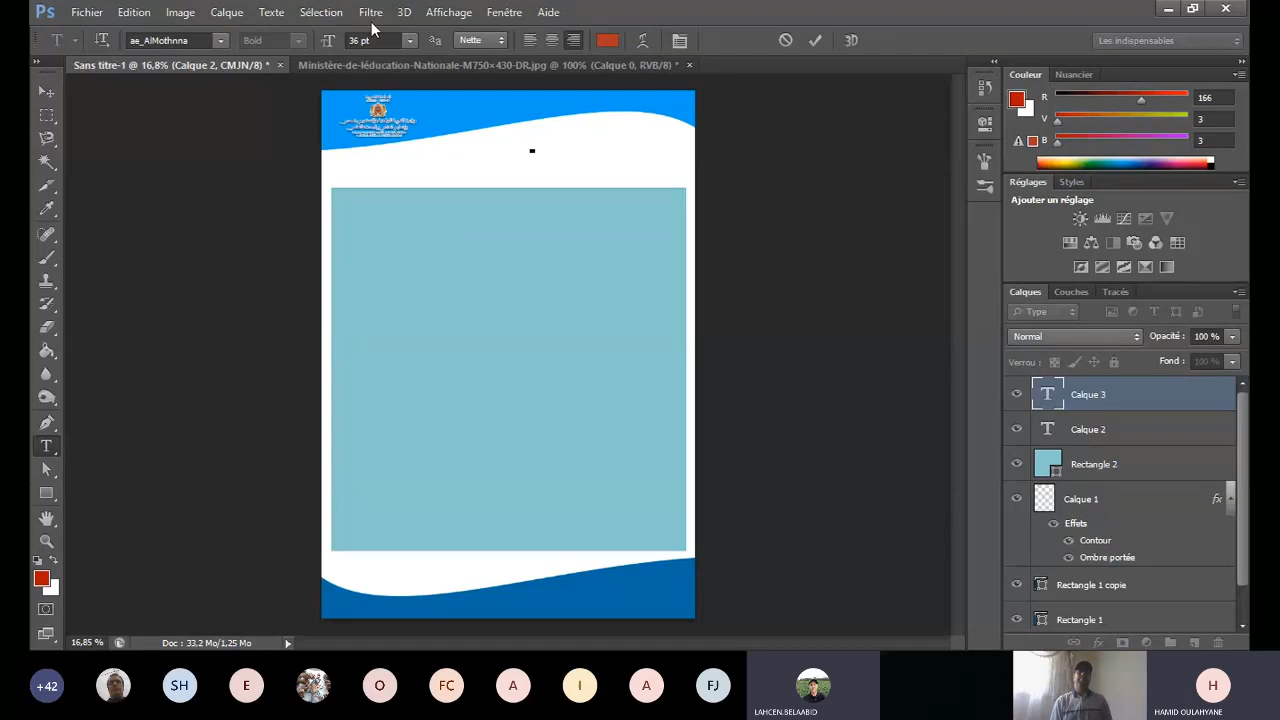 Ps Fichier Edition Image Calque Texte Sélection Filtre 3D Affichage Fenêtre Aide
T ae_AlMothnna Bold 36 pt aa Nette 3D Les indispensables
Sans titre-1 @ 16,8% (Calque 2, CMJN/8) * × Ministère-de-léducation-Nationale-M750×430-DR.jpg @ 100% (Calque 0, RVB/8) * ×
Couleur Nuancier
R 166
V 3
B 3
Réglages Styles
Ajouter un réglage
Calques Couches Tracés
Type
Normal Opacité : 100 %
Verrou : Fond : 100 %
T Calque 3
T Calque 2
Rectangle 2
Calque 1 fx
Effets
Contour
Ombre portée
Rectangle 1 copie
Rectangle 1
16,85 % Doc : 33,2 Mo/1,25 Mo
+42 SH E O FC A I A FJ H
LAHCEN.BELAABID HAMID OULAHYANE